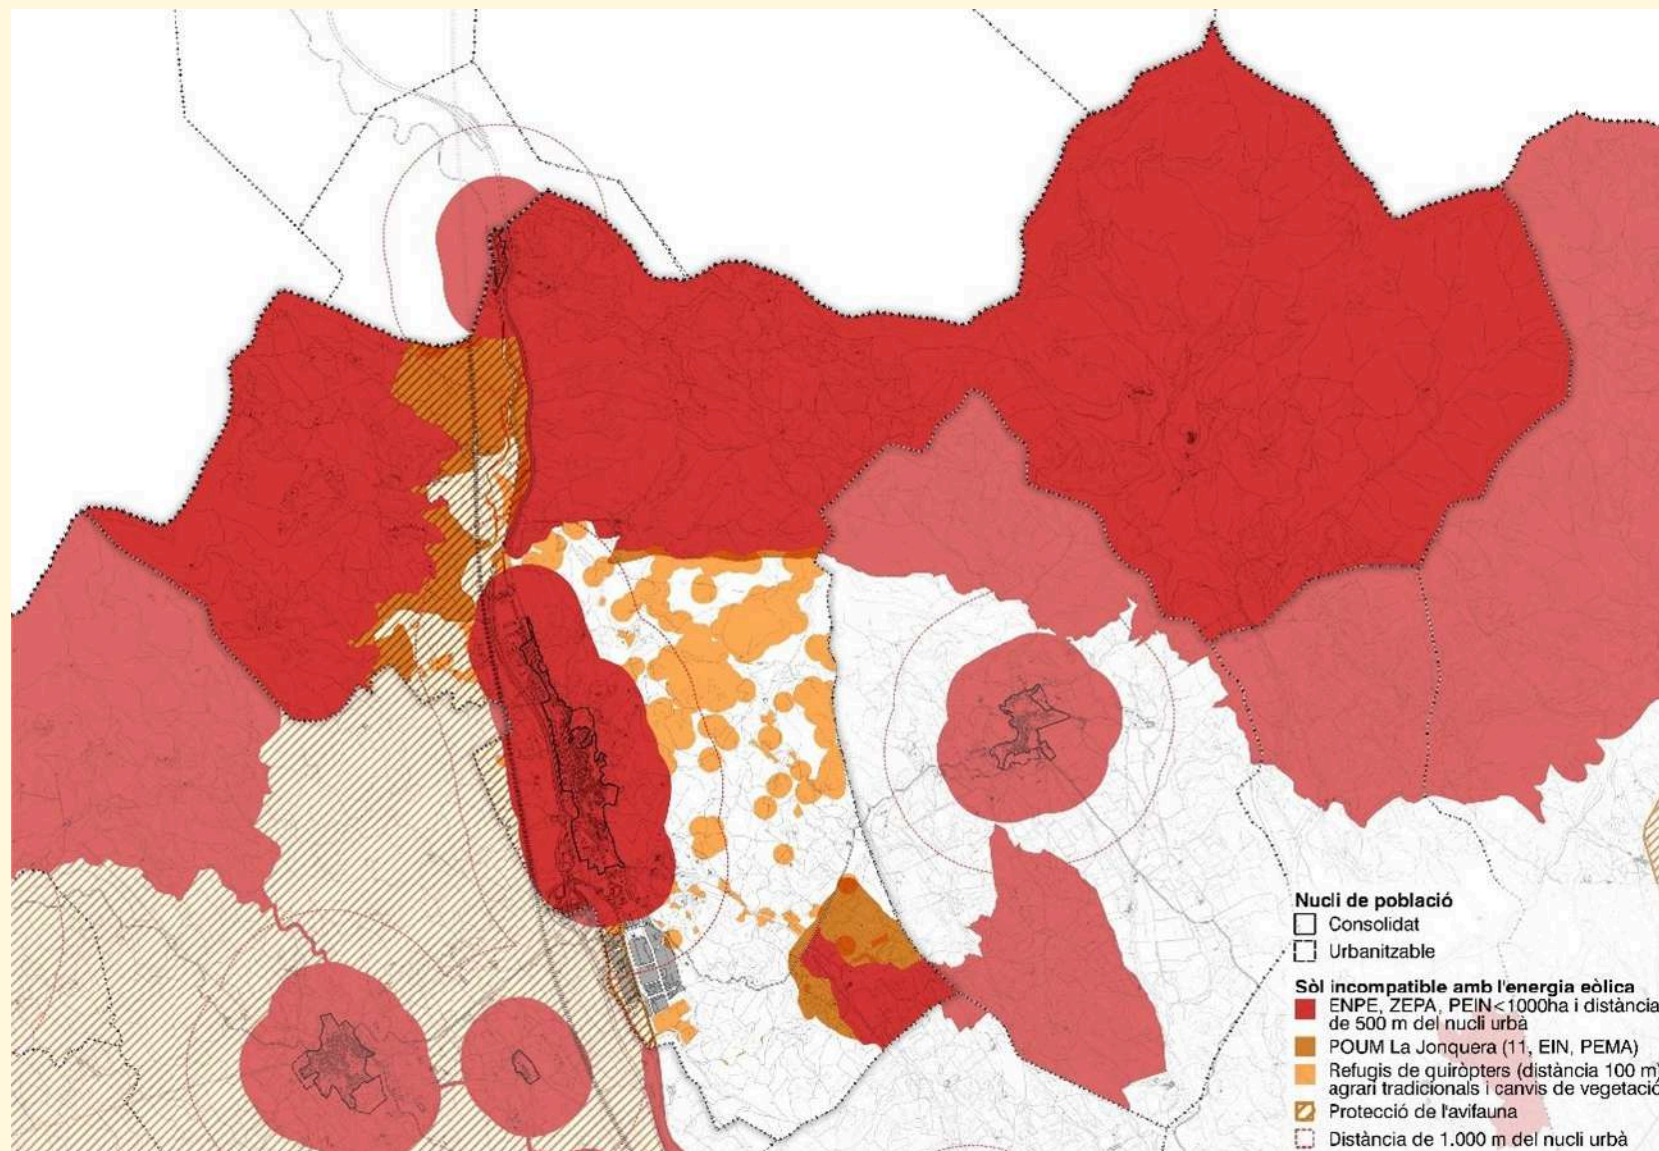 Nucli de població
Consolidat
Urbanitzable
Sòl incompatible amb l'energia eòlica
ENPE, ZEPA, PEIN<1000ha i distància
de 500 m del nucli urbà
POUM La Jonquera (11, EIN, PEMA)
Refugis de quiròpters (distància 100 m)
agrari tradicionals i canvis de vegetació
Protecció de l'avifauna
Distància de 1.000 m del nucli urbà